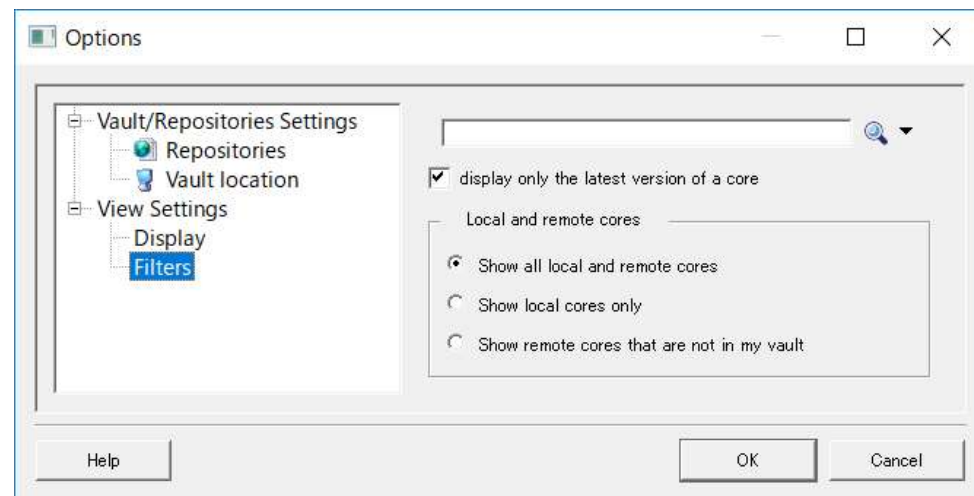 Options
Vault/Repositories Settings
Repositories
Vault location
View Settings
Display
Filters
display only the latest version of a core
Local and remote cores
Show all local and remote cores
Show local cores only
Show remote cores that are not in my vault
Help
OK
Cancel